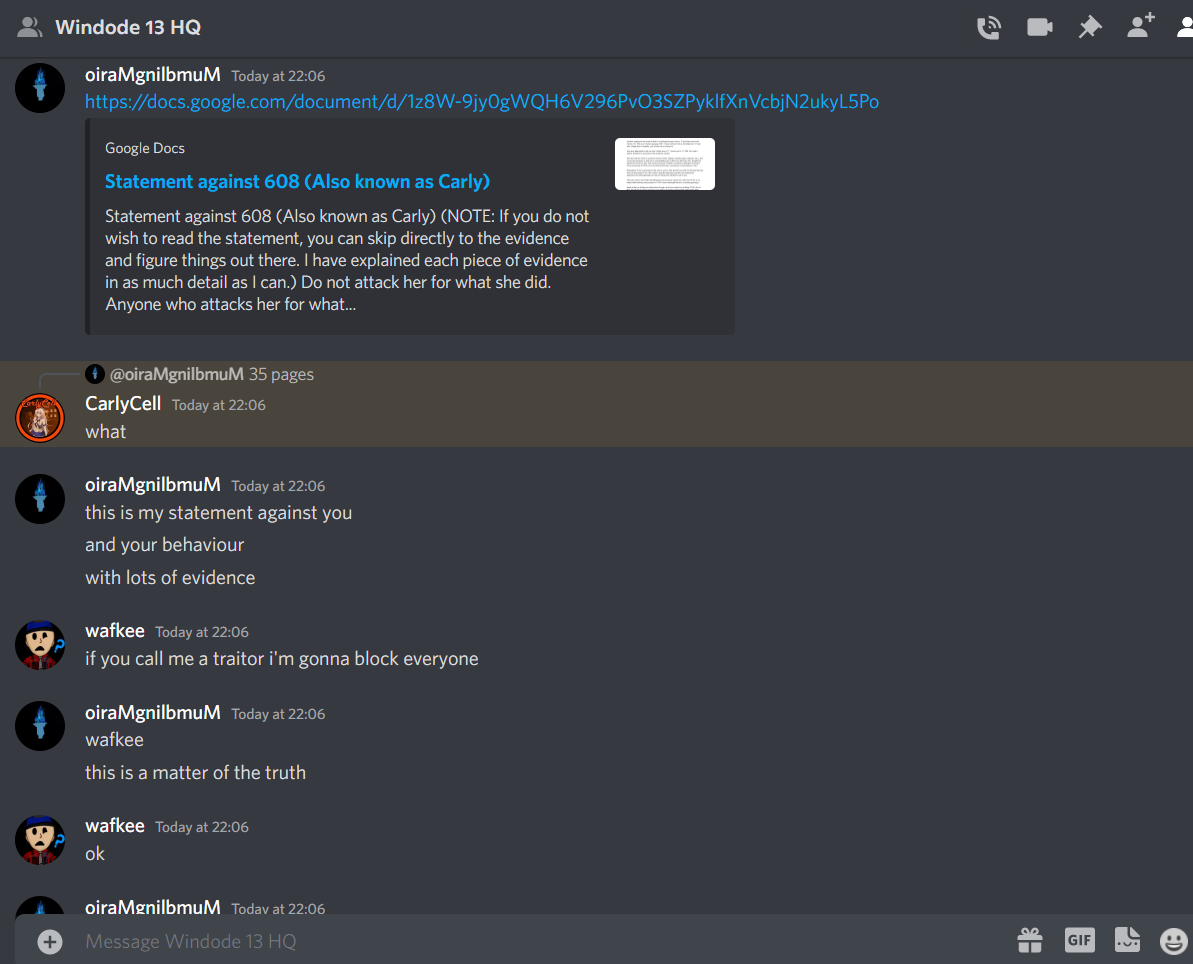 Windode 13 HQ
oiraMgnilbmuM Today at 22:06
https://docs.google.com/document/d/1z8W-9jy0gWQH6V296PvO3SZPyklfXnVcbjN2ukyL5Po
Google Docs
Statement against 608 (Also known as Carly)
Statement against 608 (Also known as Carly) (NOTE: If you do not
wish to read the statement, you can skip directly to the evidence
and figure things out there. I have explained each piece of evidence
in as much detail as I can.) Do not attack her for what she did.
Anyone who attacks her for what...
@oiraMgnilbmuM 35 pages
CarlyCell Today at 22:06
what
oiraMgnilbmuM Today at 22:06
this is my statement against you
and your behaviour
with lots of evidence
wafkee Today at 22:06
if you call me a traitor i'm gonna block everyone
oiraMgnilbmuM Today at 22:06
wafkee
this is a matter of the truth
wafkee Today at 22:06
ok
oiraMgnilbmuM Today at 22:06
Message Windode 13 HQ
GIF